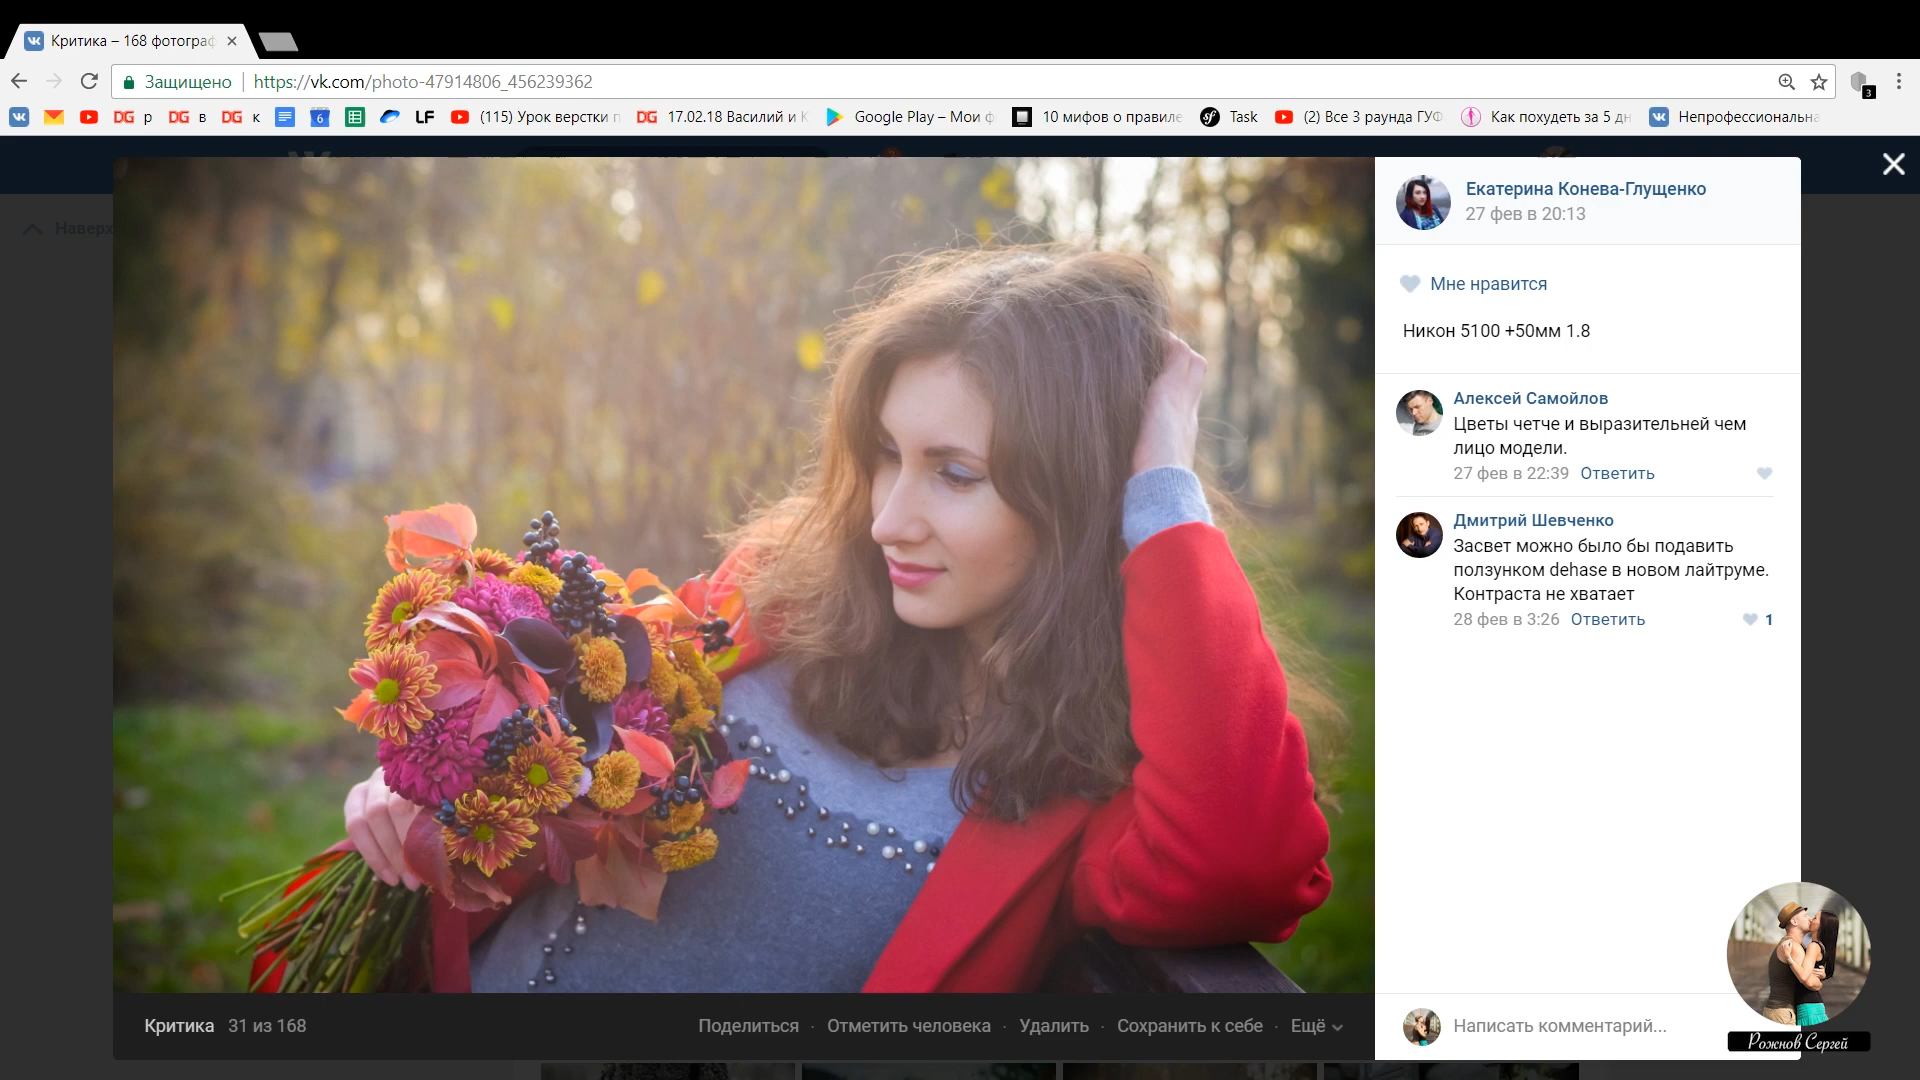 Критика – 168 фотограф
Защищено https://vk.com/photo-47914806_456239362
DG р DG в DG к 6 LF (115) Урок верстки DG 17.02.18 Василий и К Google Play – Мои ф 10 мифов о правиле Task (2) Все 3 раунда ГУФ Как похудеть за 5 дн Непрофессиональна
3
Наверх
Екатерина Конева-Глущенко
27 фев в 20:13
Мне нравится
Никон 5100 +50мм 1.8
Алексей Самойлов
Цветы четче и выразительней чем
лицо модели.
27 фев в 22:39 Ответить
Дмитрий Шевченко
Засвет можно было бы подавить
ползунком dehase в новом лайтруме.
Контраста не хватает
28 фев в 3:26 Ответить 1
Критика 31 из 168 Поделиться · Отметить человека · Удалить · Сохранить к себе · Ещё
Написать комментарий...
Рожнов Сергей